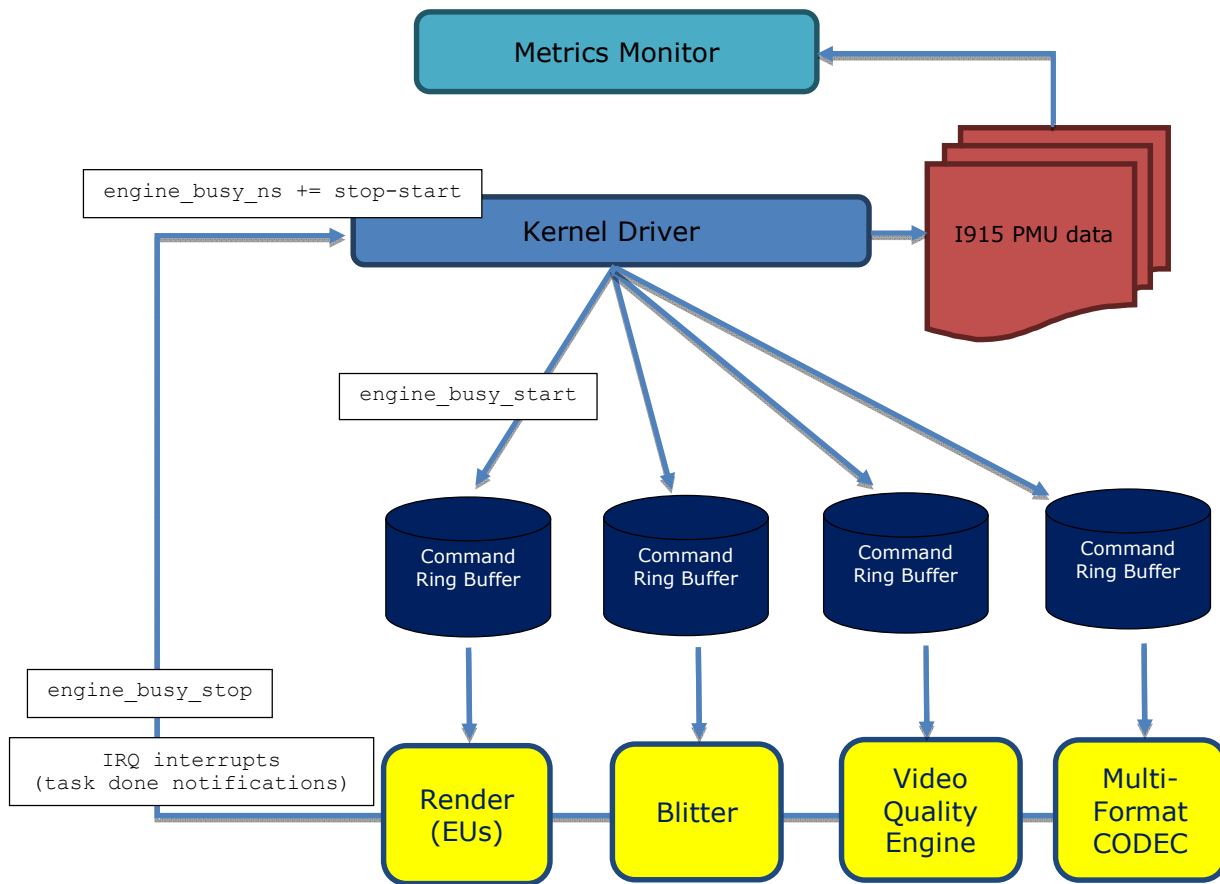 Metrics Monitor
engine_busy_ns += stop-start
Kernel Driver
I915 PMU data
engine_busy_start
Command
Ring Buffer
Command
Ring Buffer
Command
Ring Buffer
Command
Ring Buffer
engine_busy_stop
IRQ interrupts
(task done notifications)
Render
(EUs)
Blitter
Video
Quality
Engine
Multi-
Format
CODEC